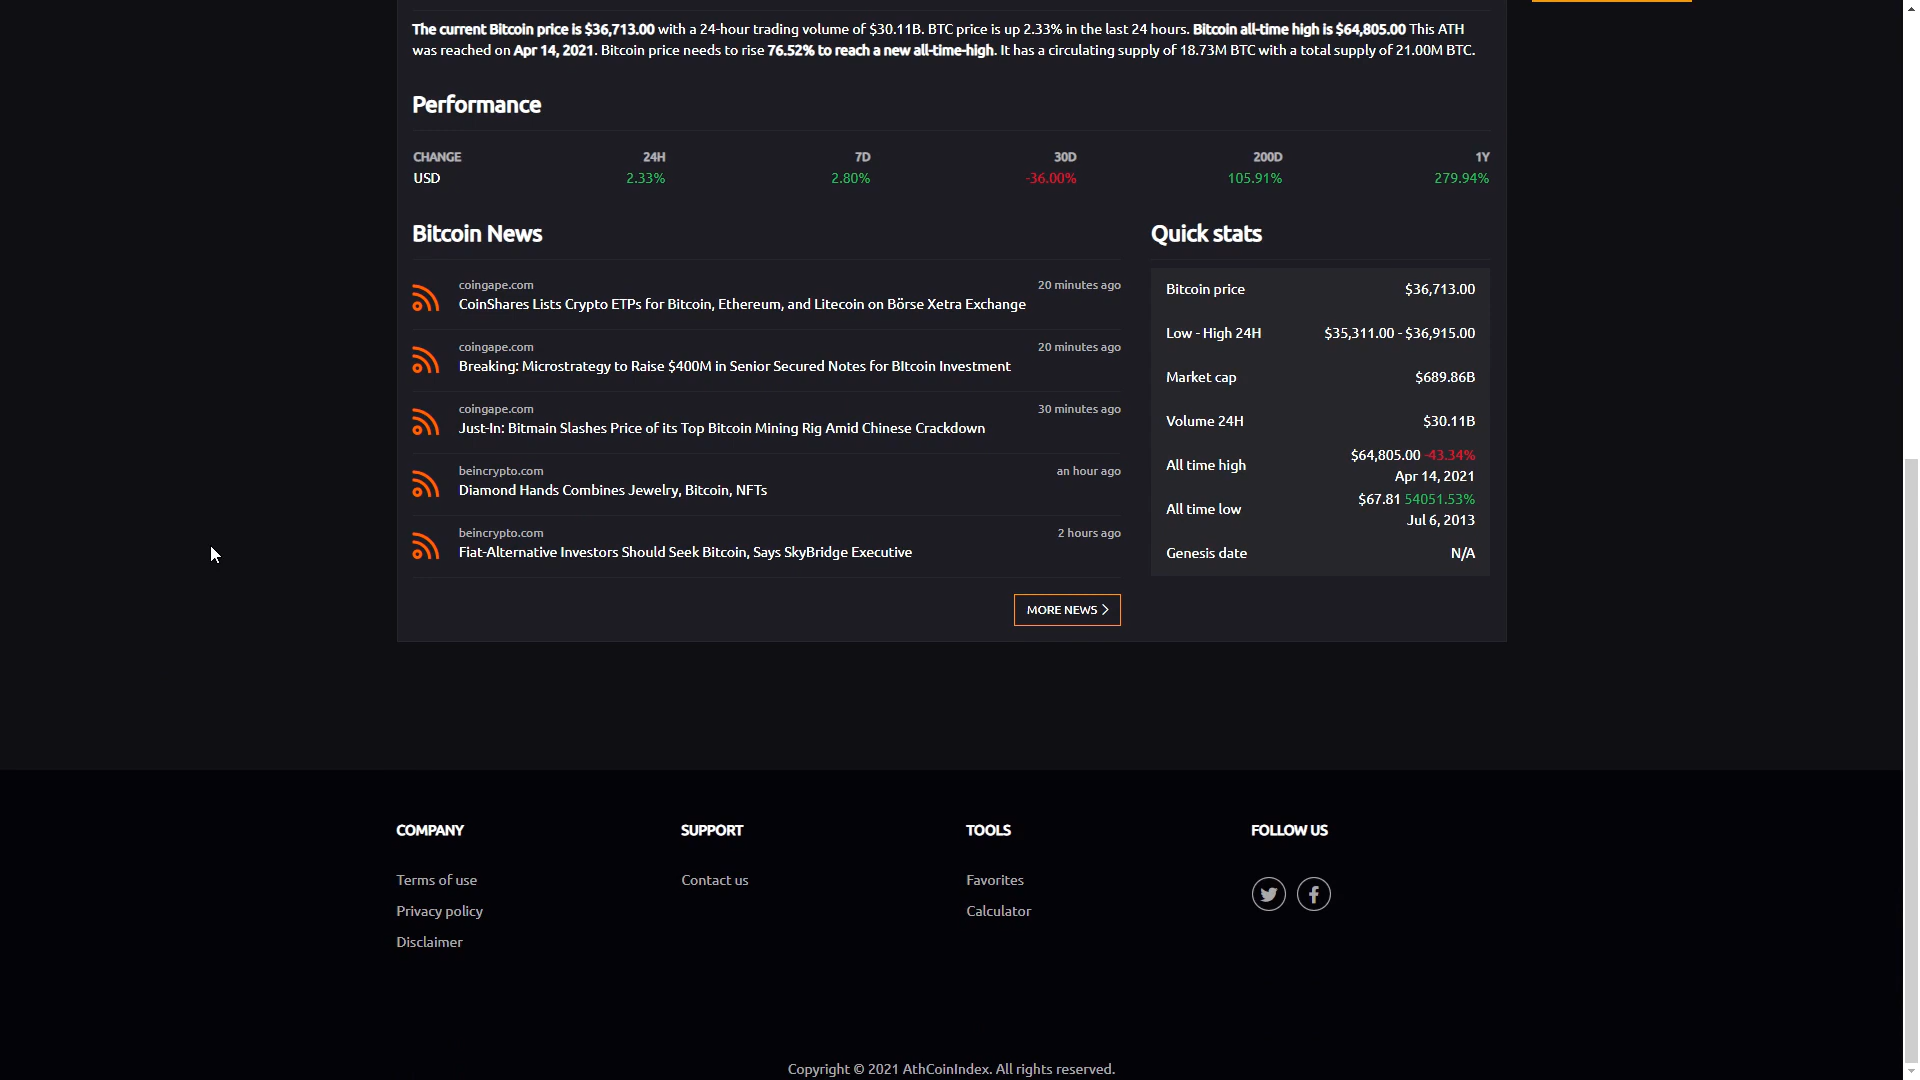 The current Bitcoin price is $36,713.00 with a 24-hour trading volume of $30.11B. BTC price is up 2.33% in the last 24 hours. Bitcoin all-time high is $64,805.00 This ATH
was reached on Apr 14, 2021. Bitcoin price needs to rise 76.52% to reach a new all-time-high. It has a circulating supply of 18.73M BTC with a total supply of 21.00M BTC.
Performance
CHANGE 24H 7D 30D 200D 1Y
USD 2.33% 2.80% -36.00% 105.91% 279.94%
Bitcoin News
coingape.com 20 minutes ago
CoinShares Lists Crypto ETPs for Bitcoin, Ethereum, and Litecoin on Börse Xetra Exchange
coingape.com 20 minutes ago
Breaking: Microstrategy to Raise $400M in Senior Secured Notes for BItcoin Investment
coingape.com 30 minutes ago
Just-In: Bitmain Slashes Price of its Top Bitcoin Mining Rig Amid Chinese Crackdown
beincrypto.com an hour ago
Diamond Hands Combines Jewelry, Bitcoin, NFTs
beincrypto.com 2 hours ago
Fiat-Alternative Investors Should Seek Bitcoin, Says SkyBridge Executive
MORE NEWS
Quick stats
Bitcoin price $36,713.00
Low - High 24H $35,311.00 - $36,915.00
Market cap $689.86B
Volume 24H $30.11B
All time high $64,805.00 -43.34%
Apr 14, 2021
All time low $67.81 54051.53%
Jul 6, 2013
Genesis date N/A
COMPANY
Terms of use
Privacy policy
Disclaimer
SUPPORT
Contact us
TOOLS
Favorites
Calculator
FOLLOW US
Copyright © 2021 AthCoinIndex. All rights reserved.